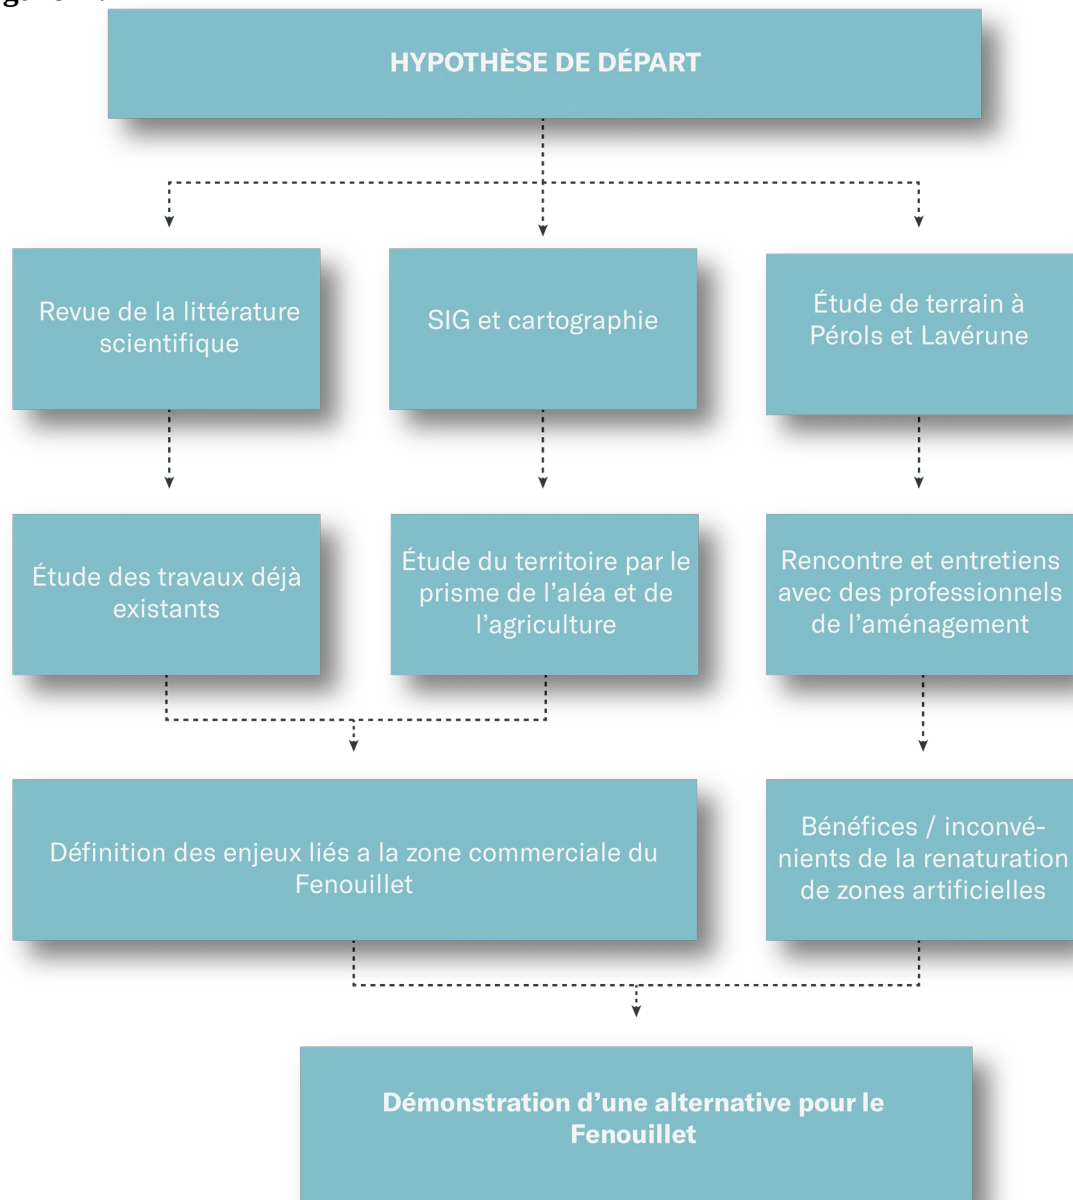 HYPOTHÈSE DE DÉPART
Revue de la littérature
scientifique
SIG et cartographie
Étude de terrain à
Pérols et Lavérune
Étude des travaux déjà
existants
Étude du territoire par le
prisme de l'aléa et de
l'agriculture
Rencontre et entretiens
avec des professionnels
de l'aménagement
Définition des enjeux liés a la zone commerciale du
Fenouillet
Bénéfices / inconvé-
nients de la renaturation
de zones artificielles
Démonstration d'une alternative pour le
Fenouillet